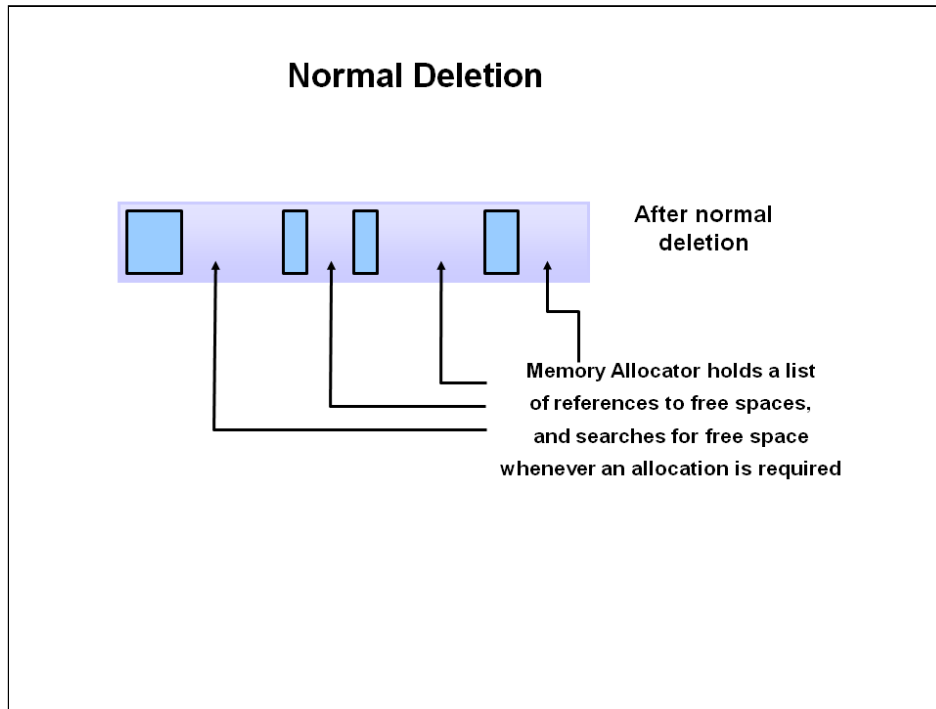 Normal Deletion
After normal
deletion
Memory Allocator holds a list
of references to free spaces,
and searches for free space
whenever an allocation is required